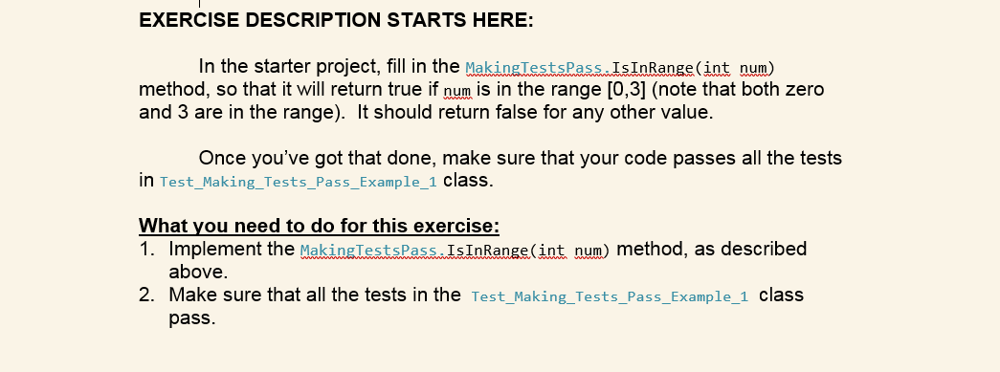 EXERCISE DESCRIPTION STARTS HERE:
In the starter project, fill in the MakingTestsPass.IsInRange(int num)
method, so that it will return true if num is in the range [0,3] (note that both zero
and 3 are in the range).  It should return false for any other value.
Once you’ve got that done, make sure that your code passes all the tests
in Test_Making_Tests_Pass_Example_1 class.
What you need to do for this exercise:
1. Implement the MakingTestsPass.IsInRange(int num) method, as described
above.
2. Make sure that all the tests in the Test_Making_Tests_Pass_Example_1 class
pass.